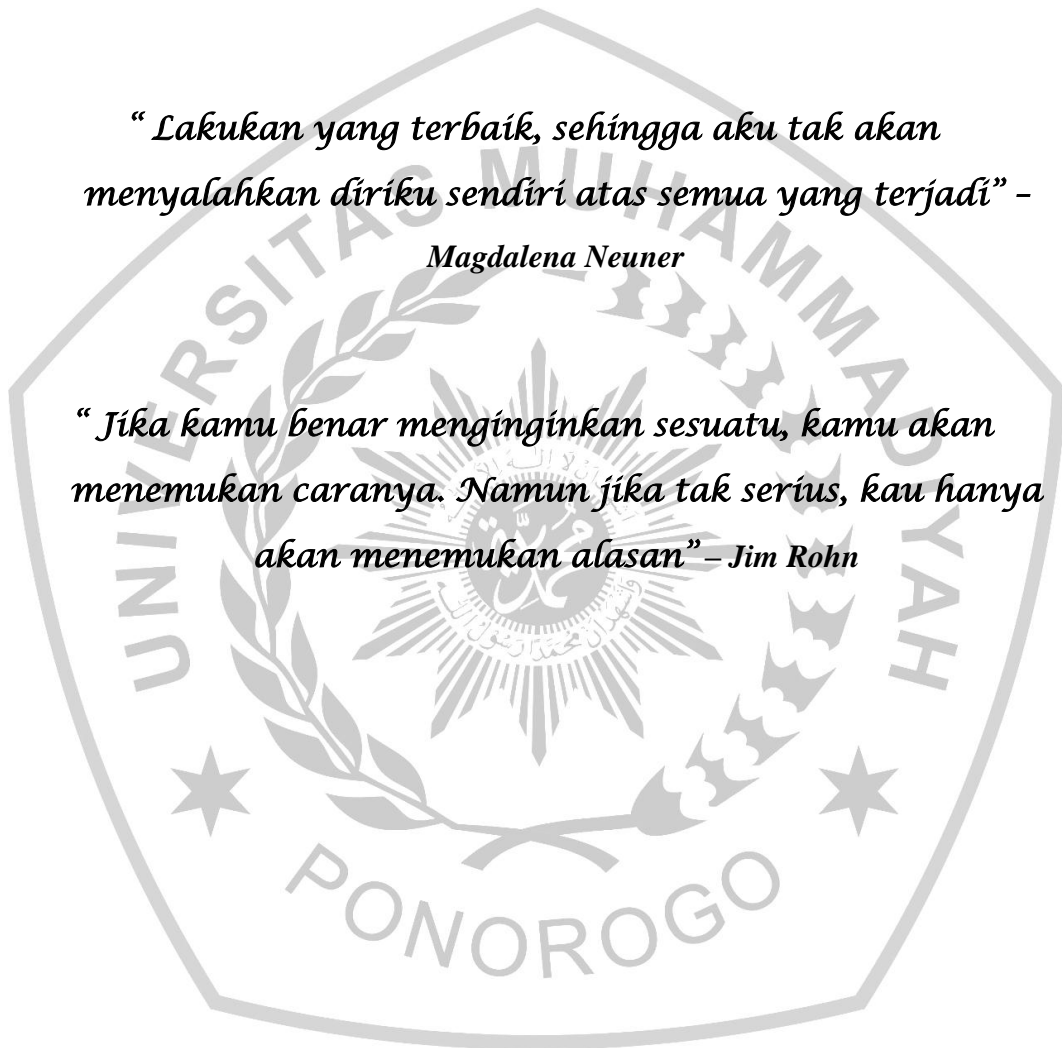 “ Lakukan yang terbaik, sehingga aku tak akan
menyalahkan diriku sendiri atas semua yang terjadi” –
Magdalena Neuner
“ Jika kamu benar menginginkan sesuatu, kamu akan
menemukan caranya. Namun jika tak serius, kau hanya
akan menemukan alasan” – Jim Rohn
UNIVERSITAS MUHAMMADIYAH
PONOROGO